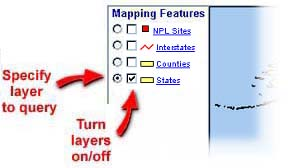 Mapping Features
NPL Sites
Interstates
Counties
States
Specify
layer
to query
Turn
layers
on/off